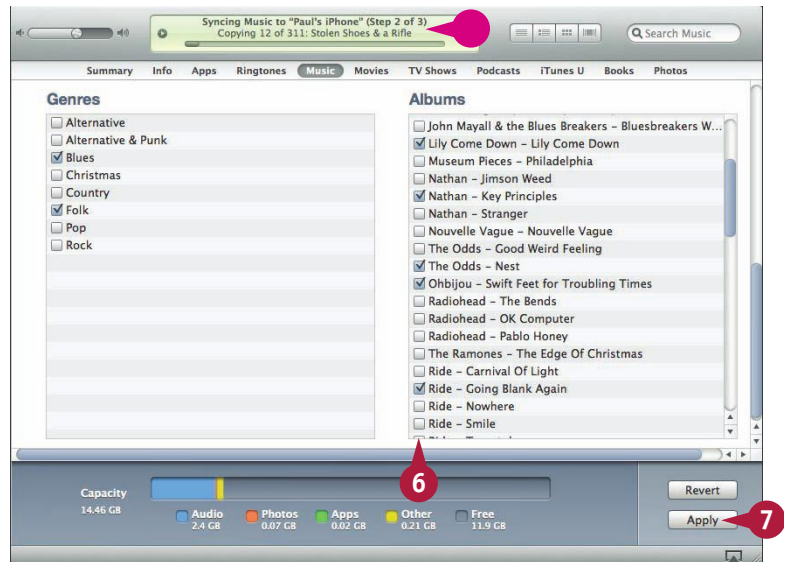 Syncing Music to "Paul's iPhone" (Step 2 of 3)
Copying 12 of 311: Stolen Shoes & a Rifle
Search Music
Summary Info Apps Ringtones Music Movies TV Shows Podcasts iTunes U Books Photos
Genres
Alternative
Alternative & Punk
Blues
Christmas
Country
Folk
Pop
Rock
Albums
John Mayall & the Blues Breakers – Bluesbreakers W...
Lily Come Down – Lily Come Down
Museum Pieces – Philadelphia
Nathan – Jimson Weed
Nathan – Key Principles
Nathan – Stranger
Nouvelle Vague – Nouvelle Vague
The Odds – Good Weird Feeling
The Odds – Nest
Ohbijou – Swift Feet for Troubling Times
Radiohead – The Bends
Radiohead – OK Computer
Radiohead – Pablo Honey
The Ramones – The Edge Of Christmas
Ride – Carnival Of Light
Ride – Going Blank Again
Ride – Nowhere
Ride – Smile
6
Capacity
14.46 GB
Audio
2.4 GB
Photos
0.07 GB
Apps
0.02 GB
Other
0.21 GB
Free
11.9 GB
Revert
Apply
7